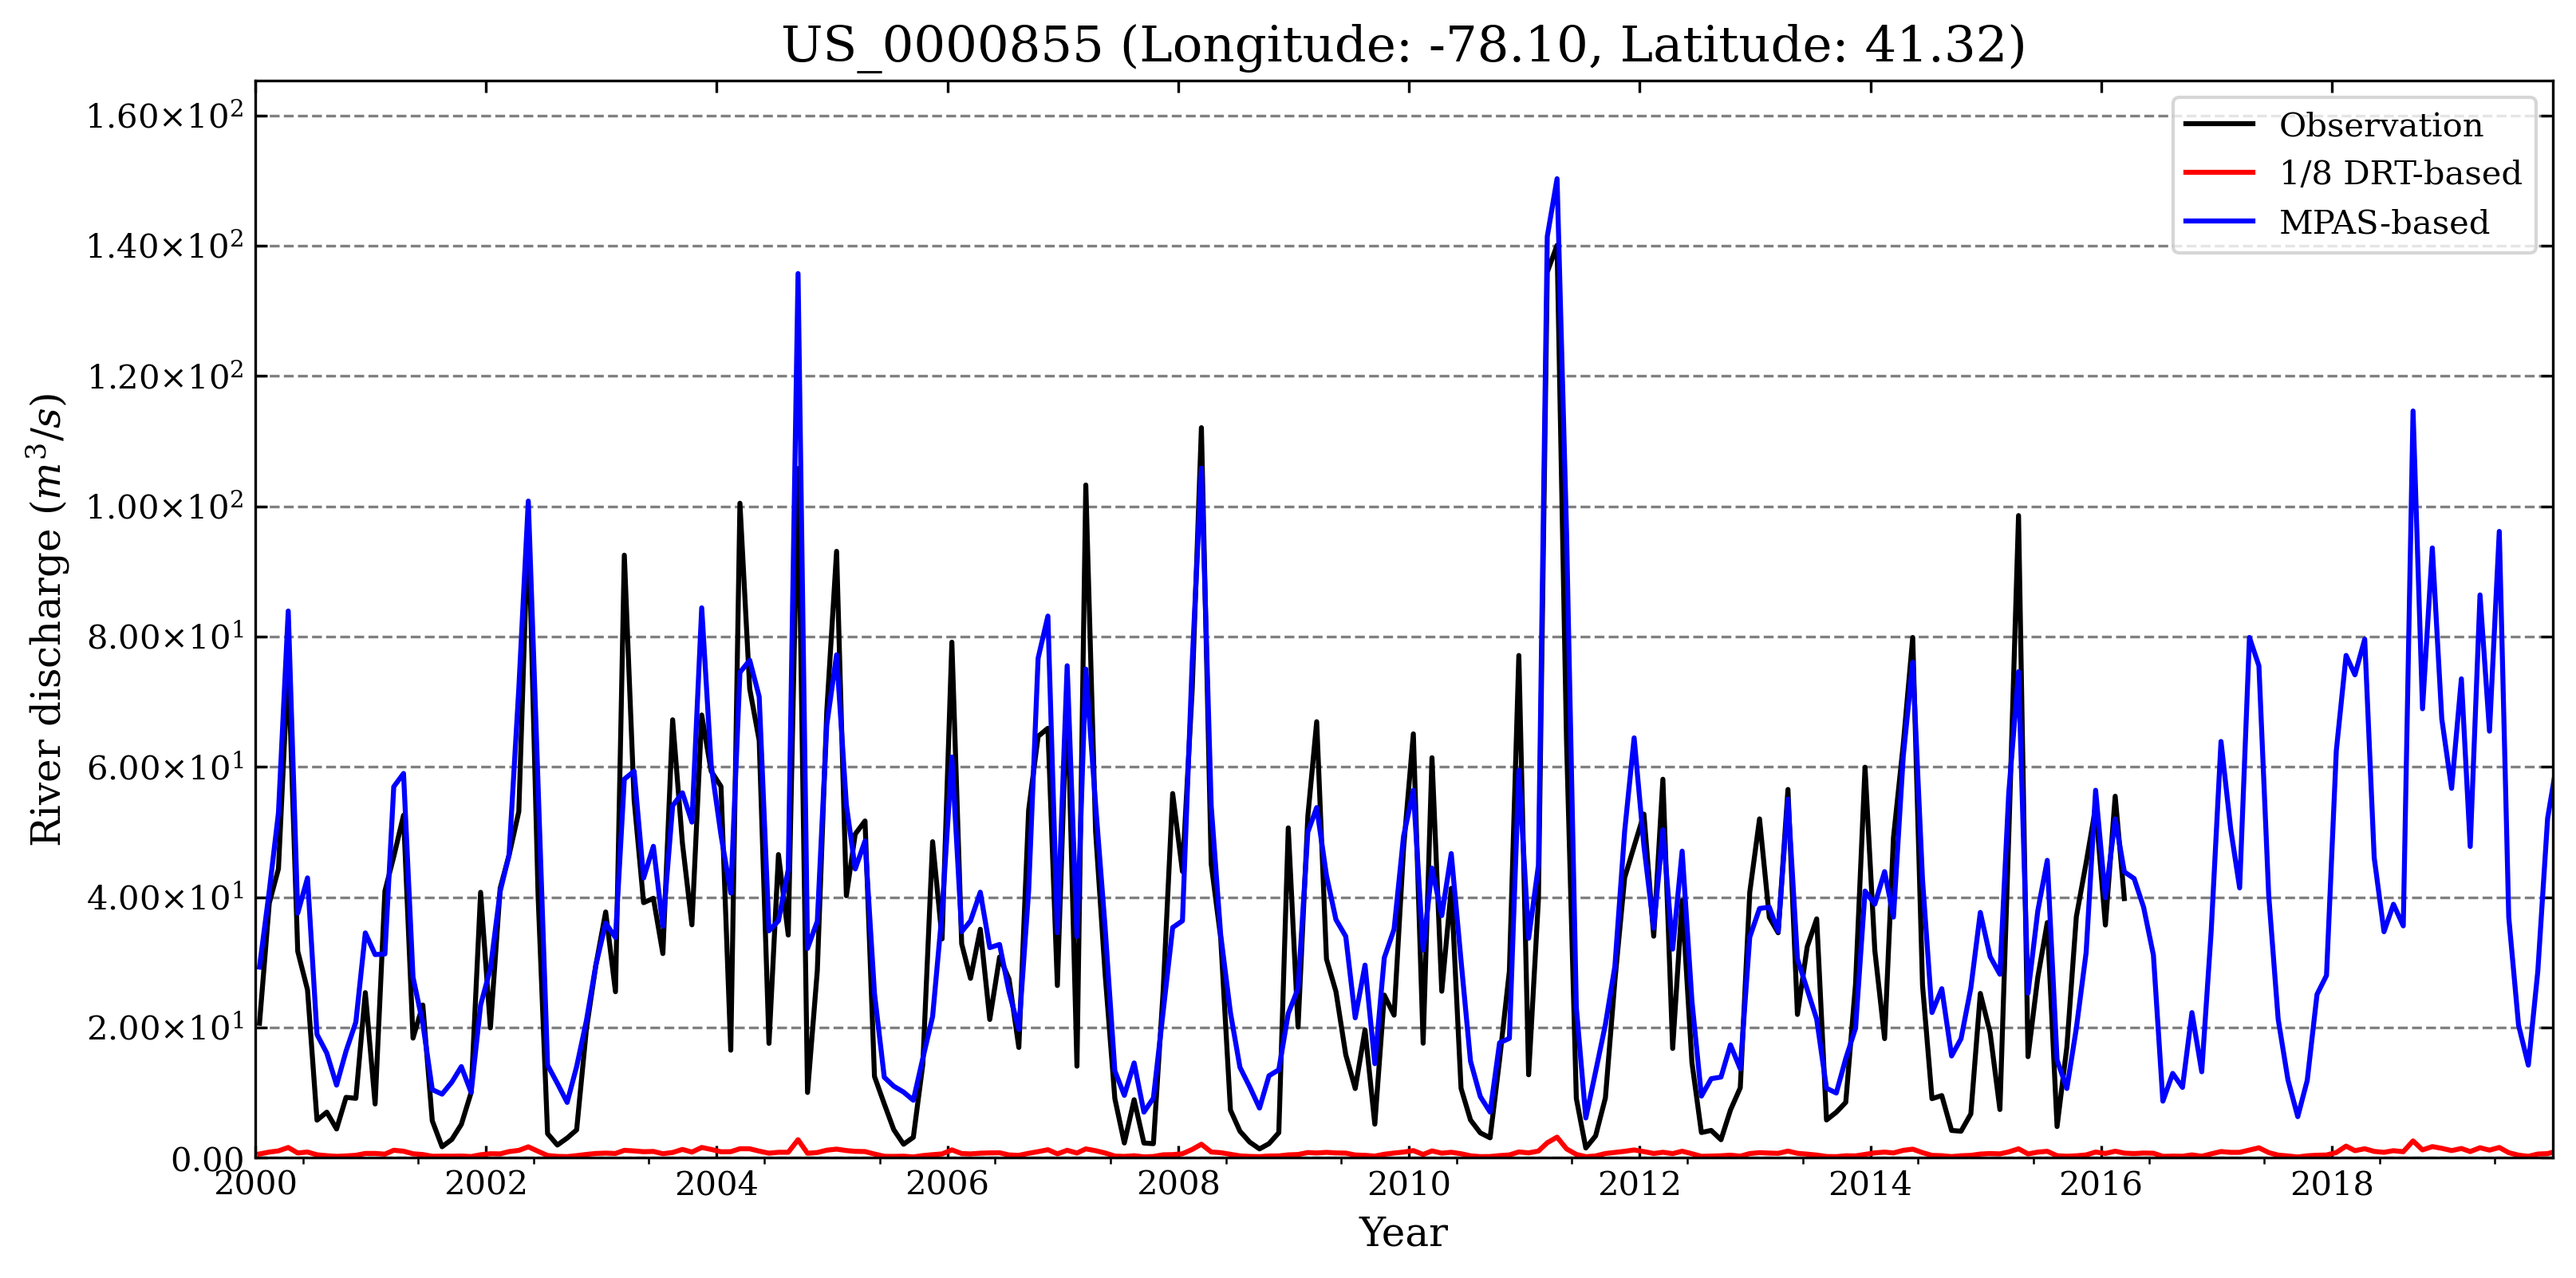 US_0000855 (Longitude: -78.10, Latitude: 41.32)
Observation
1/8 DRT-based
MPAS-based
River discharge (m³/s)
1.60×10²
1.40×10²
1.20×10²
1.00×10²
8.00×10¹
6.00×10¹
4.00×10¹
2.00×10¹
0.00
2000 2002 2004 2006 2008 2010 2012 2014 2016 2018
Year